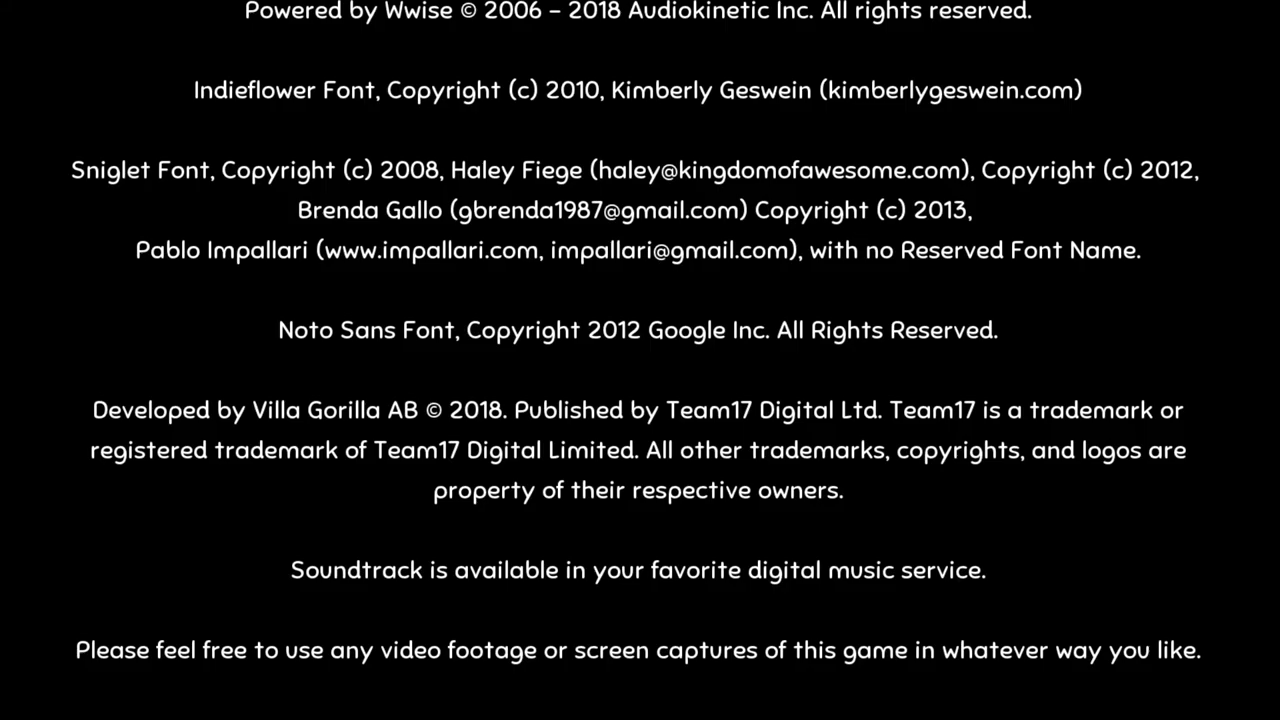 Powered by Wwise © 2006 – 2018 Audiokinetic Inc. All rights reserved.
Indieflower Font, Copyright (c) 2010, Kimberly Geswein (kimberlygeswein.com)
Sniglet Font, Copyright (c) 2008, Haley Fiege (haley@kingdomofawesome.com), Copyright (c) 2012,
Brenda Gallo (gbrenda1987@gmail.com) Copyright (c) 2013,
Pablo Impallari (www.impallari.com, impallari@gmail.com), with no Reserved Font Name.
Noto Sans Font, Copyright 2012 Google Inc. All Rights Reserved.
Developed by Villa Gorilla AB © 2018. Published by Team17 Digital Ltd. Team17 is a trademark or
registered trademark of Team17 Digital Limited. All other trademarks, copyrights, and logos are
property of their respective owners.
Soundtrack is available in your favorite digital music service.
Please feel free to use any video footage or screen captures of this game in whatever way you like.